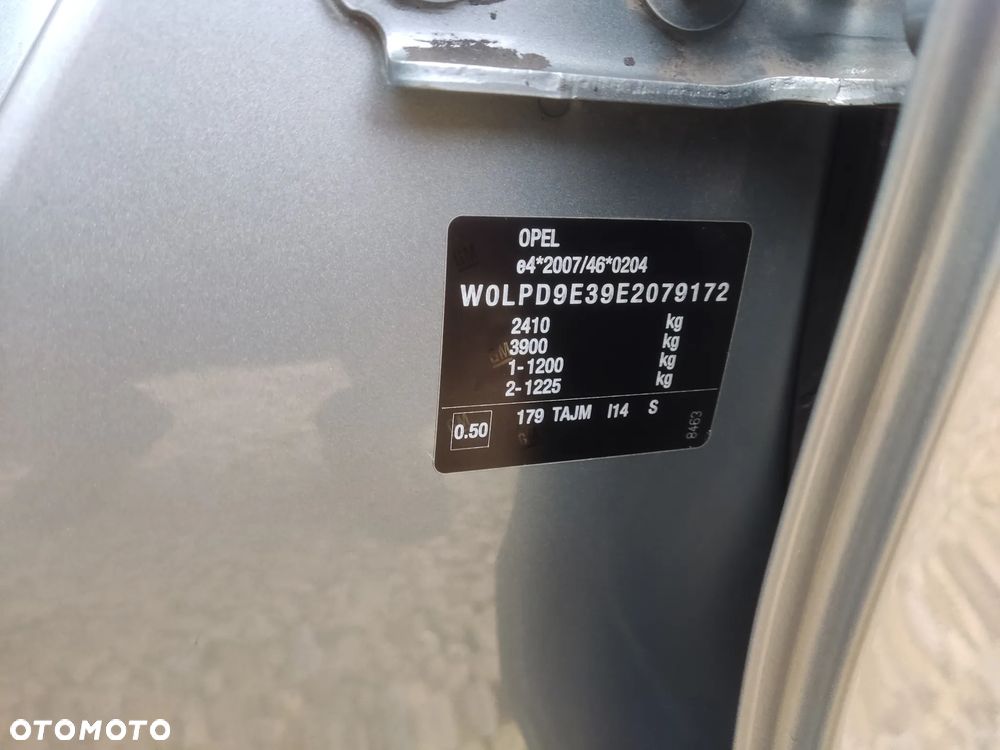 OPEL
e4*2007/46*0204
W0LPD9E39E2079172
2410 kg
3900 kg
1-1200 kg
2-1225 kg
0.50 179 TAJM I14 S
8463
OTOMOTO